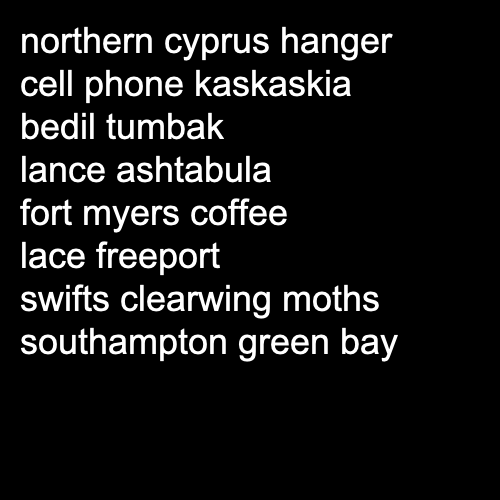 northern cyprus hanger
cell phone kaskaskia
bedil tumbak
lance ashtabula
fort myers coffee
lace freeport
swifts clearwing moths
southampton green bay